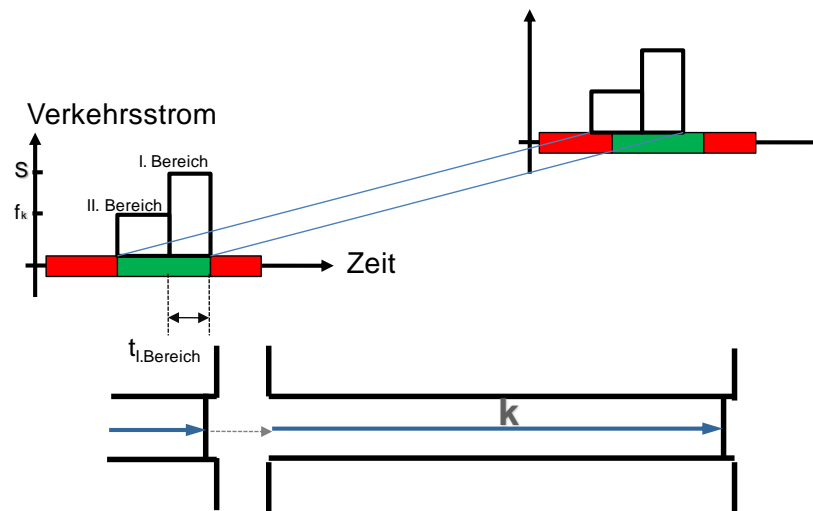 Verkehrsstrom
S
I. Bereich
fk
II. Bereich
Zeit
tI.Bereich
k